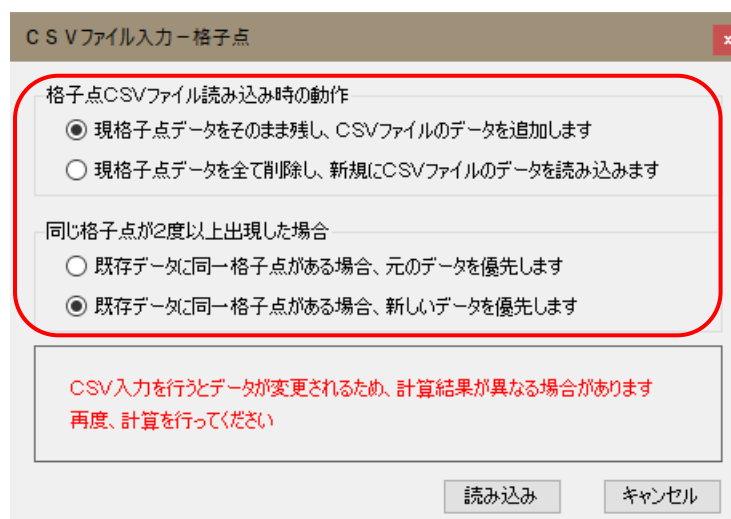 CSVファイル入力－格子点
格子点CSVファイル読み込み時の動作
現格子点データをそのまま残し、CSVファイルのデータを追加します
現格子点データを全て削除し、新規にCSVファイルのデータを読み込みます
同じ格子点が2度以上出現した場合
既存データに同一格子点がある場合、元のデータを優先します
既存データに同一格子点がある場合、新しいデータを優先します
CSV入力を行うとデータが変更されるため、計算結果が異なる場合があります
再度、計算を行ってください
読み込み
キャンセル